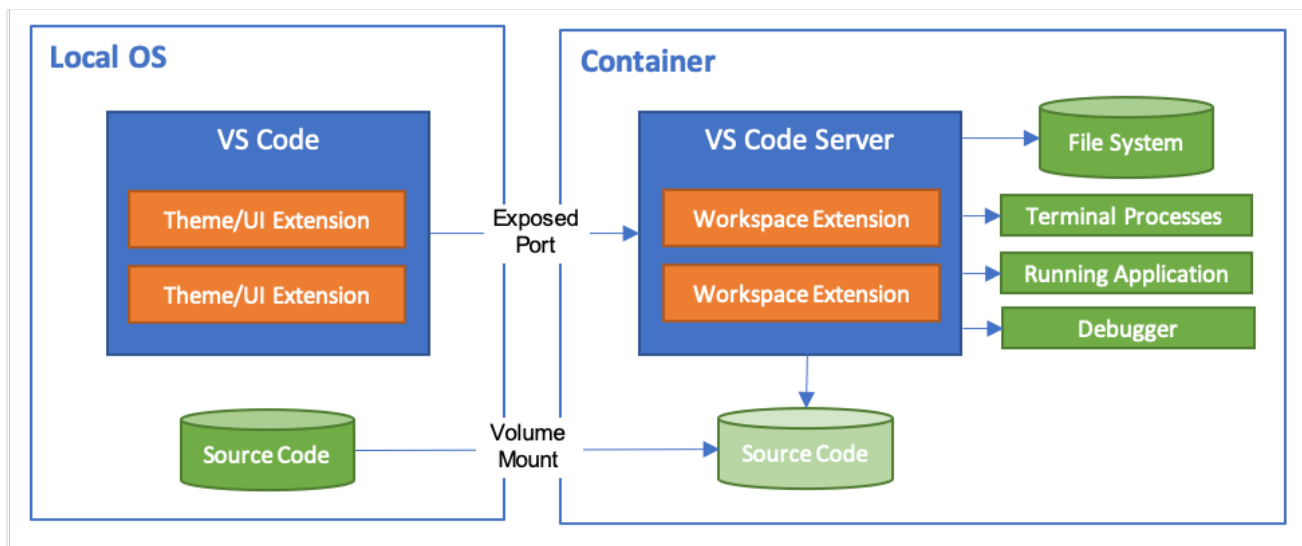 Local OS
VS Code
Theme/UI Extension
Theme/UI Extension
Source Code
Exposed
Port
Volume
Mount
Container
VS Code Server
Workspace Extension
Workspace Extension
File System
Terminal Processes
Running Application
Debugger
Source Code